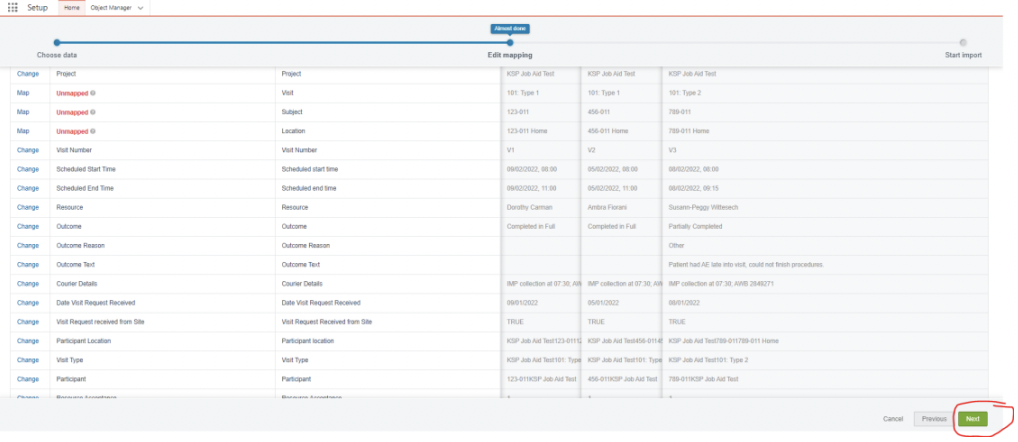 Setup Home Object Manager
Almost done
Choose data Edit mapping Start import
Change Project Project KSP Job Aid Test KSP Job Aid Test KSP Job Aid Test
Map Unmapped Visit 101: Type 1 101: Type 1 101: Type 2
Map Unmapped Subject 123-011 456-011 789-011
Map Unmapped Location 123-011 Home 456-011 Home 789-011 Home
Change Visit Number Visit Number V1 V2 V3
Change Scheduled Start Time Scheduled start time 09/02/2022, 08:00 05/02/2022, 08:00 08/02/2022, 08:00
Change Scheduled End Time Scheduled end time 09/02/2022, 11:00 05/02/2022, 11:00 08/02/2022, 08:15
Change Resource Resource Dorothy Carman Ambra Fiorani Susann-Peggy
Change Outcome Outcome Completed in Full Completed in Full Partially Completed
Change Outcome Reason Outcome Reason Other
Change Outcome Text Outcome Text Patient had AE late into visit, could not finish procedures.
Change Courier Details Courier Details IMP collection at 07:30; IMP collection at 07:30; IMP collection at 07:30; AWB 2849271
Change Date Visit Request Received Date Visit Request Received 09/01/2022 05/01/2022 08/01/2022
Change Visit Request received from Site Visit Request Received from Site TRUE TRUE TRUE
Change Participant Location Participant location KSP Job Aid Test123-0111 KSP Job Aid Test456-0114 KSP Job Aid Test789-011789-011 Home
Change Visit Type Visit Type KSP Job Aid Test101: Type KSP Job Aid Test101: Type KSP Job Aid Test101: Type 2
Change Participant Participant 123-011KSP Job Aid Test 456-011KSP Job Aid Test 789-011KSP Job Aid Test
Change Resource Acceptance
Cancel Previous Next